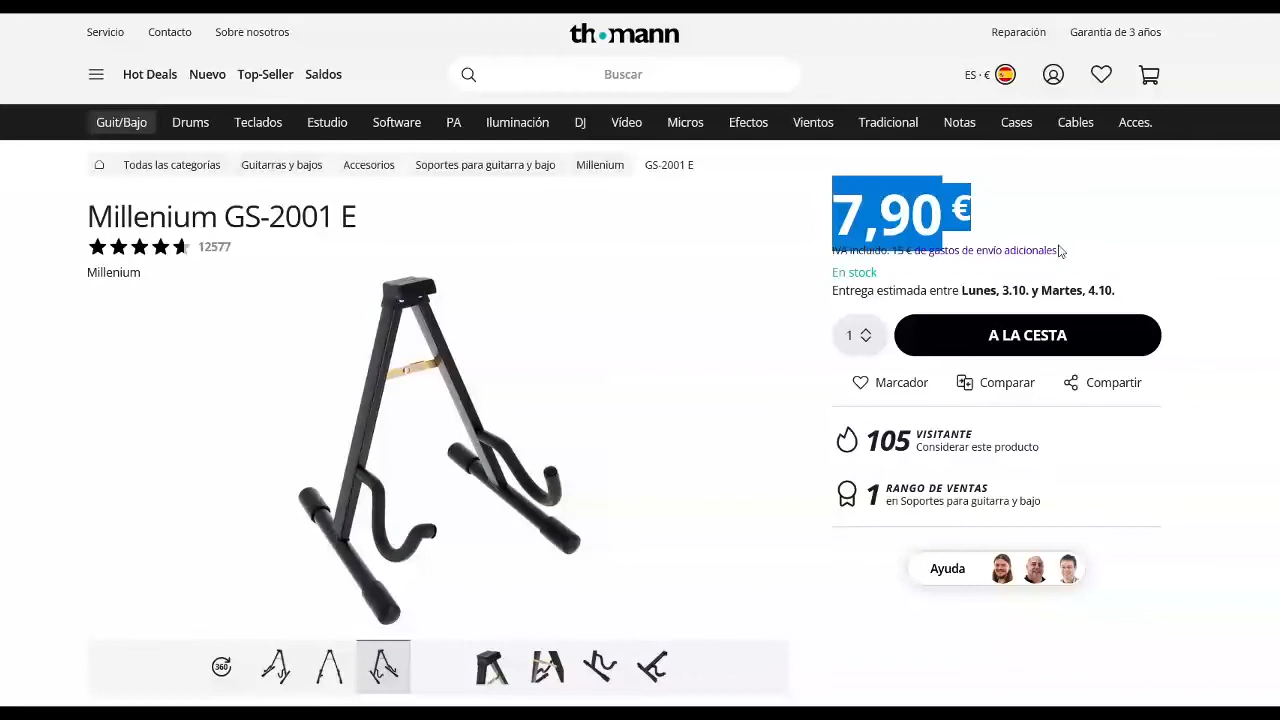 Servicio Contacto Sobre nosotros
th•mann
Reparación Garantía de 3 años
Hot Deals Nuevo Top-Seller Saldos
Buscar
ES · €
Guit/Bajo Drums Teclados Estudio Software PA Iluminación DJ Vídeo Micros Efectos Vientos Tradicional Notas Cases Cables Acces.
Todas las categorías Guitarras y bajos Accesorios Soportes para guitarra y bajo Millenium GS-2001 E
Millenium GS-2001 E
12577
Millenium
7,90 €
IVA incluido. 15 € de gastos de envío adicionales
En stock
Entrega estimada entre Lunes, 3.10. y Martes, 4.10.
1
A LA CESTA
Marcador Comparar Compartir
105 VISITANTE
Considerar este producto
1 RANGO DE VENTAS
en Soportes para guitarra y bajo
Ayuda
360